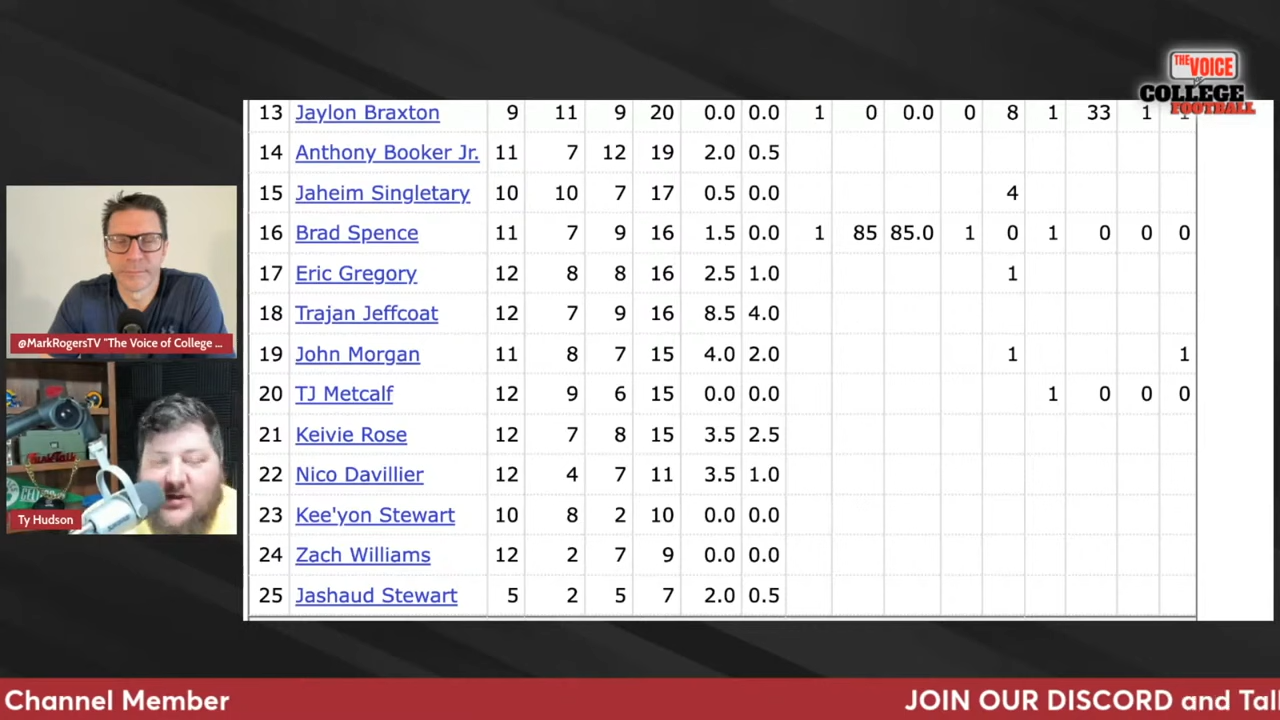 THE VOICE
OF
COLLEGE
FOOTBALL
13 Jaylon Braxton 9 11 9 20 0.0 0.0 1 0 0.0 0 8 1 33 1 1
14 Anthony Booker Jr. 11 7 12 19 2.0 0.5
15 Jaheim Singletary 10 10 7 17 0.5 0.0 4
16 Brad Spence 11 7 9 16 1.5 0.0 1 85 85.0 1 0 1 0 0 0
17 Eric Gregory 12 8 8 16 2.5 1.0 1
18 Trajan Jeffcoat 12 7 9 16 8.5 4.0
19 John Morgan 11 8 7 15 4.0 2.0 1 1
20 TJ Metcalf 12 9 6 15 0.0 0.0 1 0 0 0
21 Keivie Rose 12 7 8 15 3.5 2.5
22 Nico Davillier 12 4 7 11 3.5 1.0
23 Kee'yon Stewart 10 8 2 10 0.0 0.0
24 Zach Williams 12 2 7 9 0.0 0.0
25 Jashaud Stewart 5 2 5 7 2.0 0.5
@MarkRogersTV "The Voice of College ...
Ty Hudson
Channel Member
JOIN OUR DISCORD and Tal